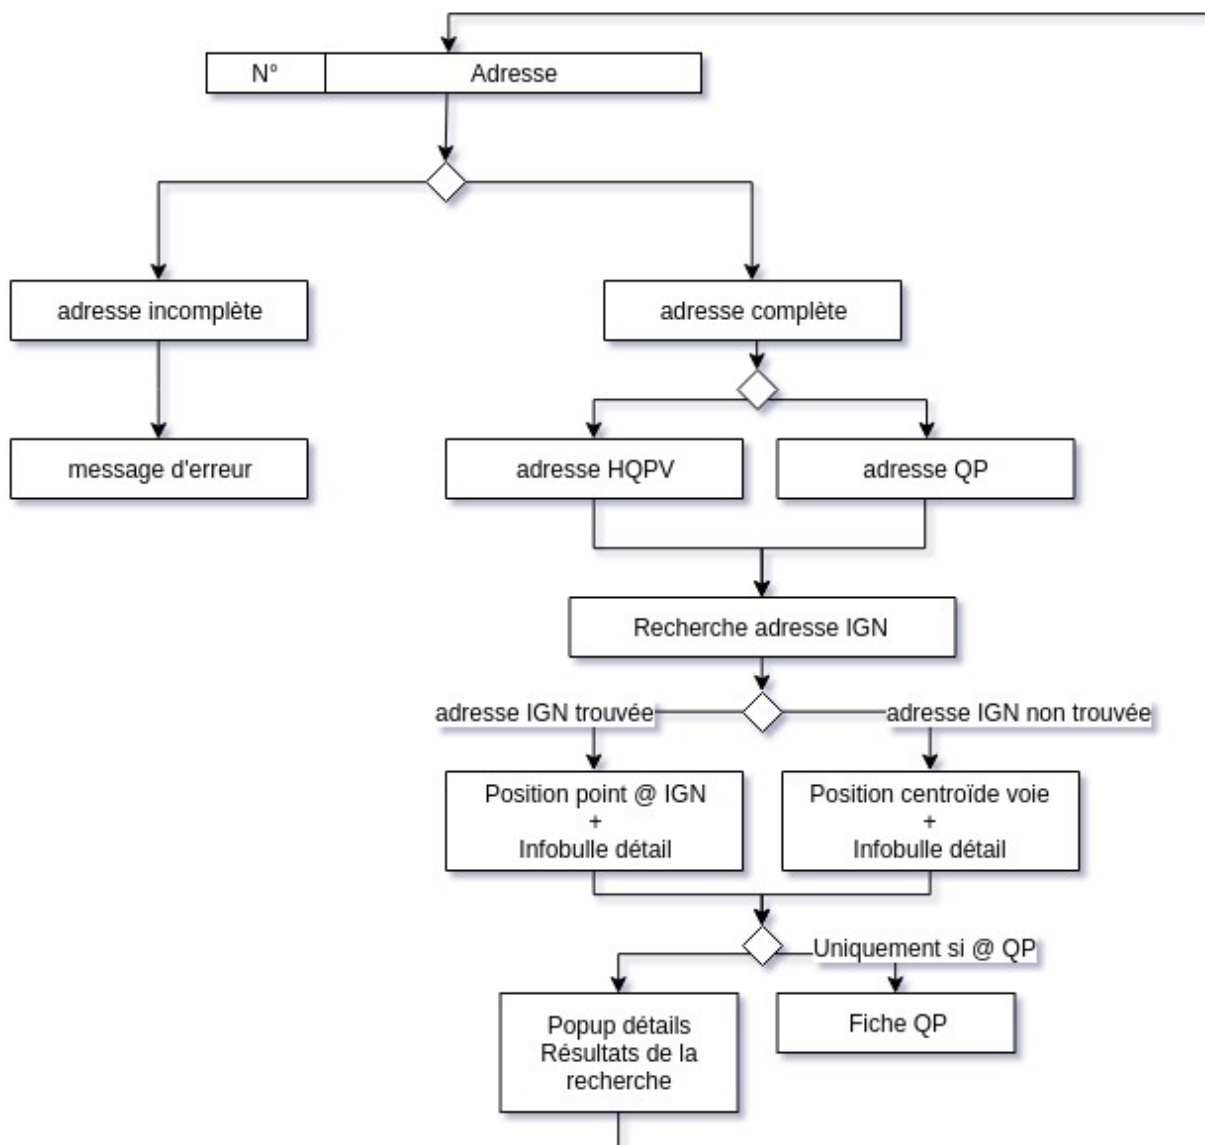 N°
Adresse
adresse incomplète
adresse complète
message d'erreur
adresse HQPV
adresse QP
Recherche adresse IGN
adresse IGN trouvée
adresse IGN non trouvée
Position point @ IGN
+
Infobulle détail
Position centroïde voie
+
Infobulle détail
Uniquement si @ QP
Popup détails
Résultats de la
recherche
Fiche QP